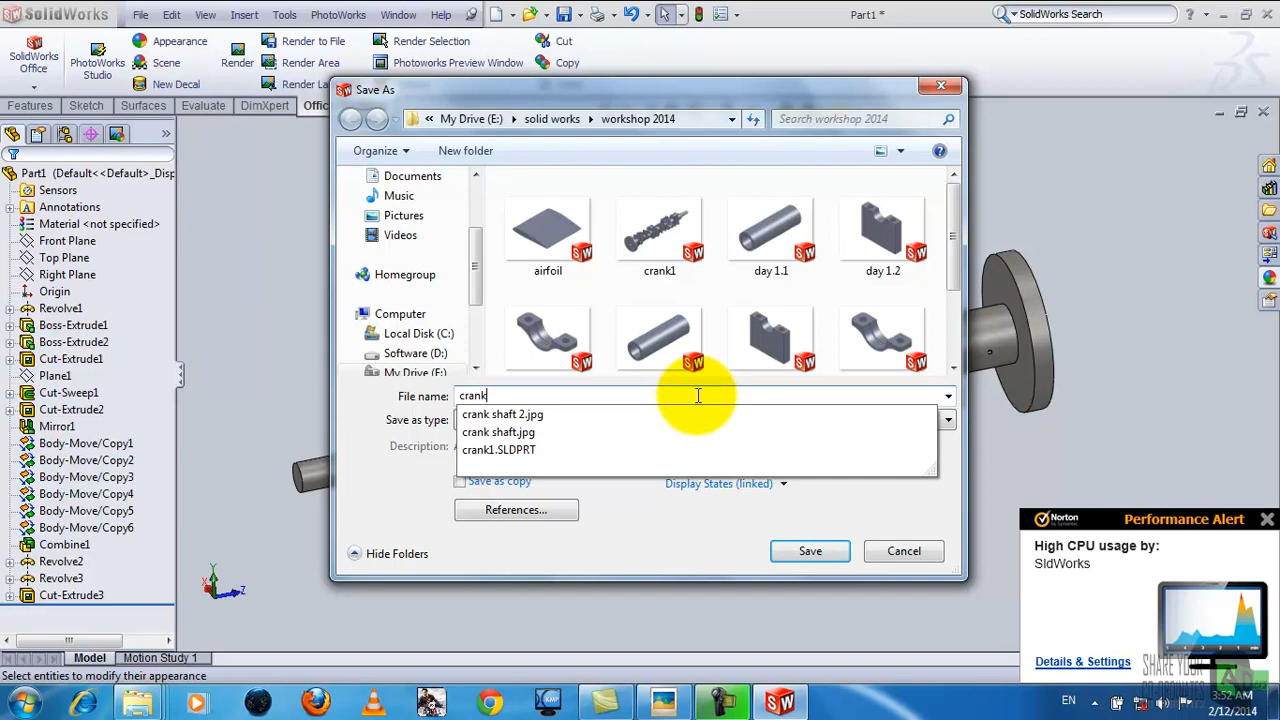 SolidWorks
File Edit View Insert Tools PhotoWorks Window Help
Part1 *
SolidWorks Search
SolidWorks
Office
PhotoWorks
Studio
Appearance
Scene
New Decal
Render
Render to File
Render Area
Render La
Render Selection
Photoworks Preview Window
Cut
Copy
Features Sketch Surfaces Evaluate DimXpert Offic
Part1 (Default<<Default>_Disp
Sensors
Annotations
Material <not specified>
Front Plane
Top Plane
Right Plane
Origin
Revolve1
Boss-Extrude1
Boss-Extrude2
Cut-Extrude1
Plane1
Cut-Sweep1
Mirror1
Body-Move/Copy1
Body-Move/Copy2
Body-Move/Copy3
Body-Move/Copy4
Body-Move/Copy5
Body-Move/Copy6
Combine1
Revolve2
Revolve3
Cut-Extrude3
Save As
« My Drive (E:) solid works workshop 2014
Search workshop 2014
Organize New folder
Documents
Music
Pictures
Videos
Homegroup
Computer
Local Disk (C:)
Software (D:)
My Drive (E:)
airfoil crank1 day 1.1 day 1.2
File name: crank
crank shaft 2.jpg
crank shaft.jpg
crank1.SLDPRT
Save as type:
Description:
Save as copy
Display States (linked)
References...
Hide Folders
Save Cancel
Y
X
Z
Norton
by Symantec
Performance Alert
High CPU usage by:
SldWorks
Details & Settings
SHARE YOUR
Model Motion Study 1
Select entities to modify their appearance
KMP
EN
3:52 AM
2/12/2014